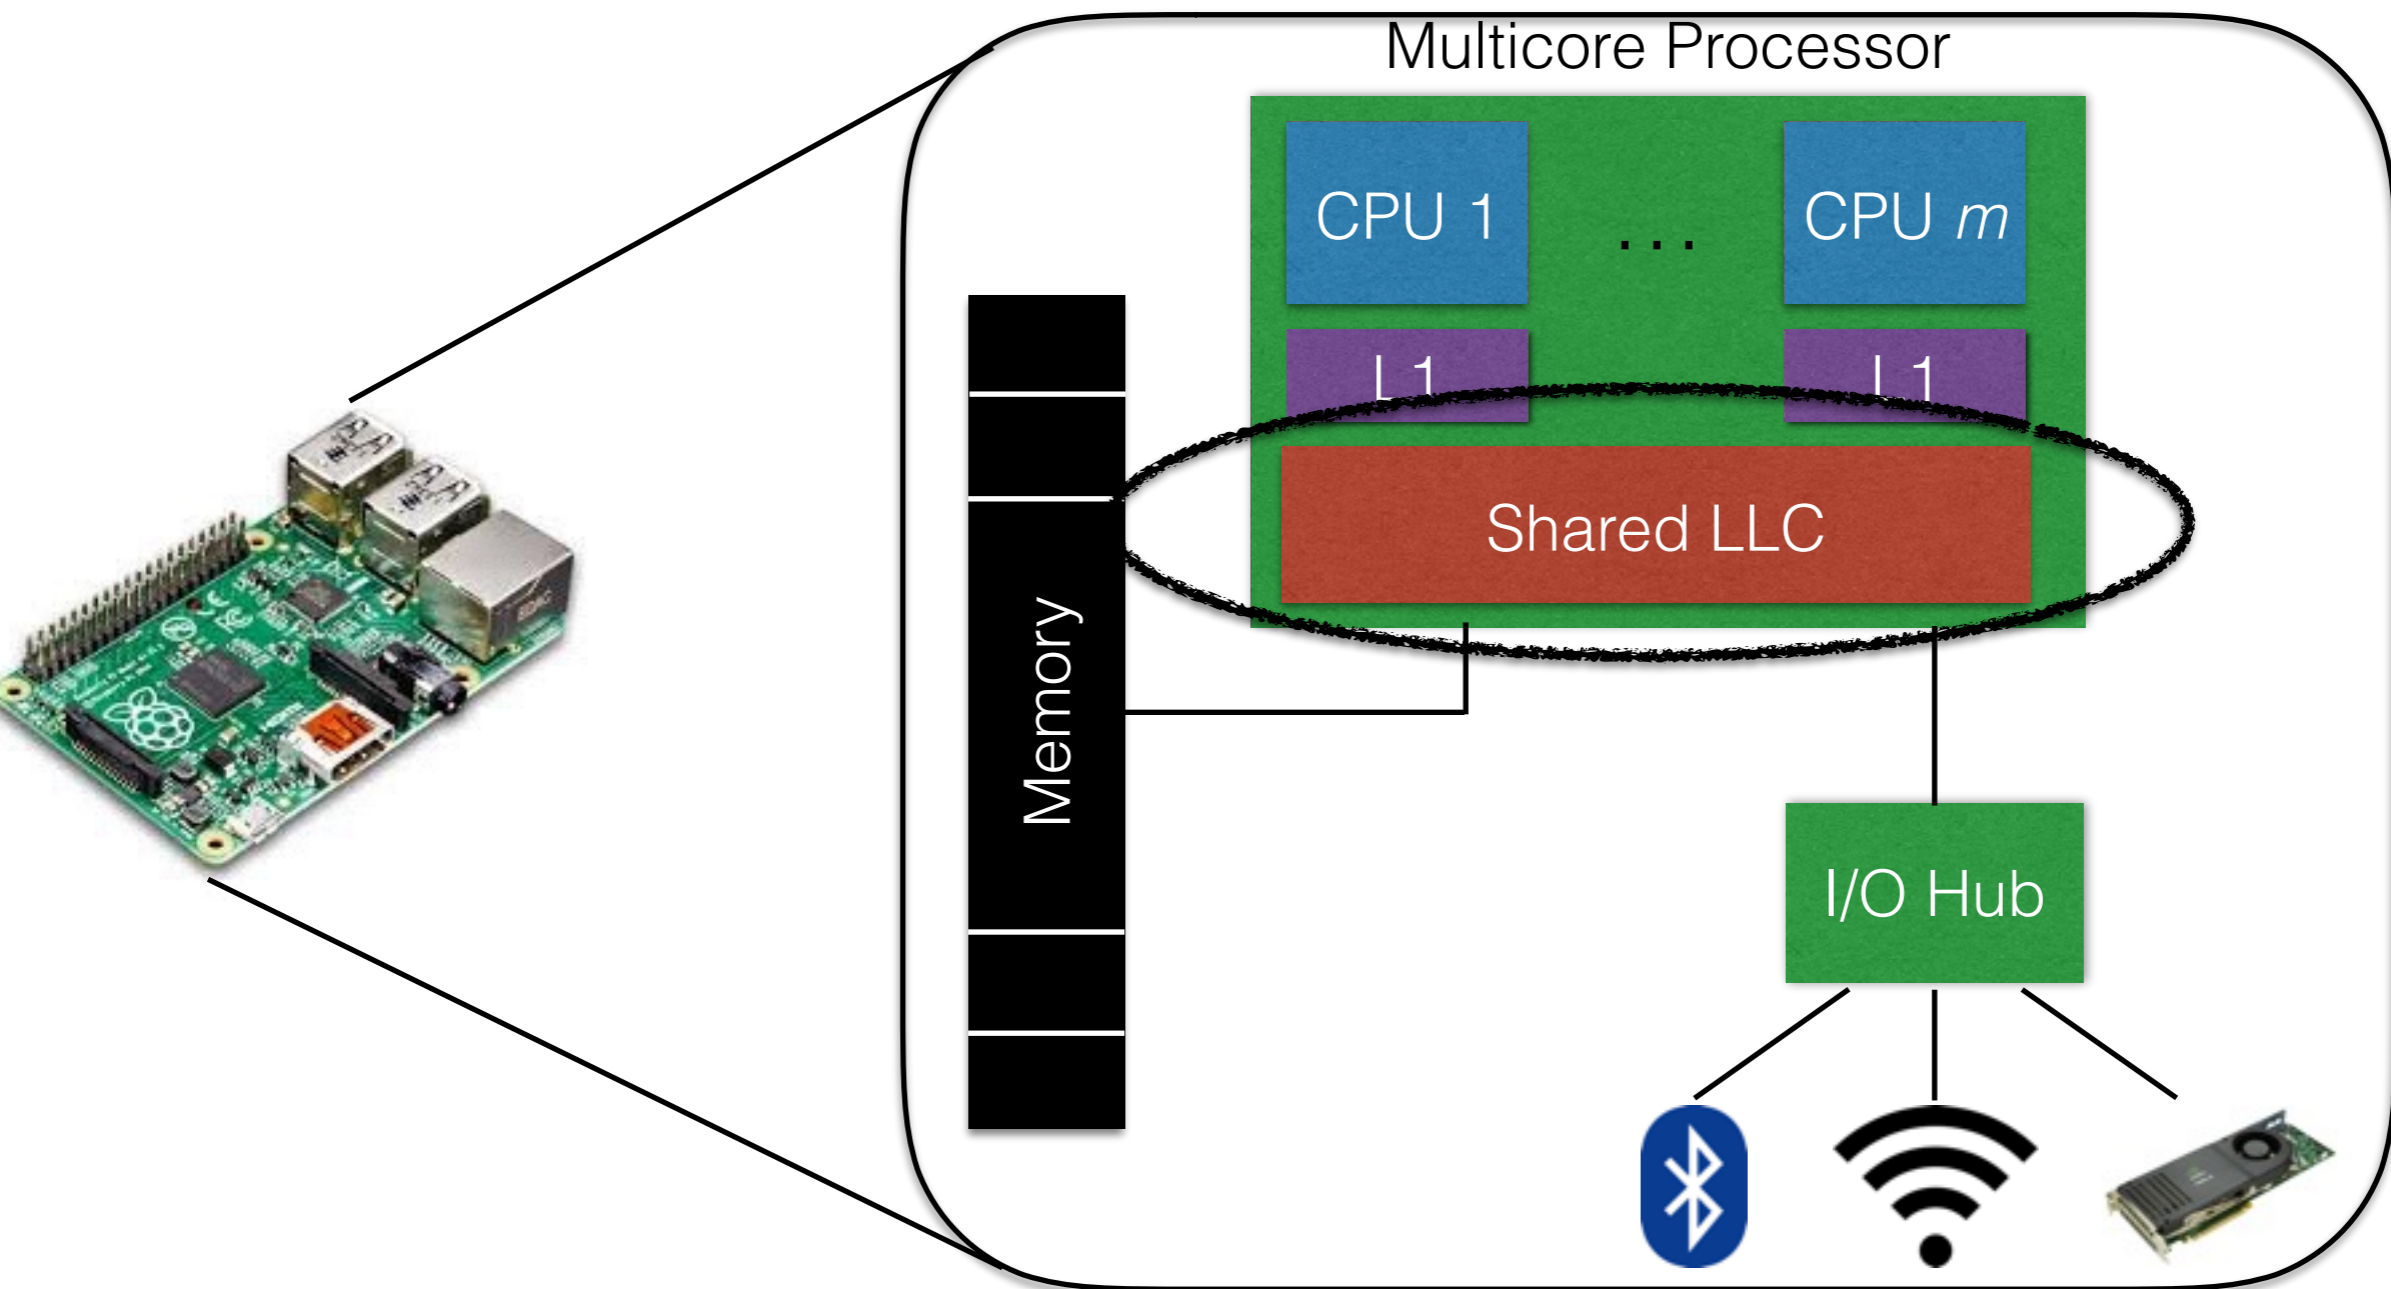 Multicore Processor
CPU 1
...
CPU m
L1
L1
Shared LLC
Memory
I/O Hub